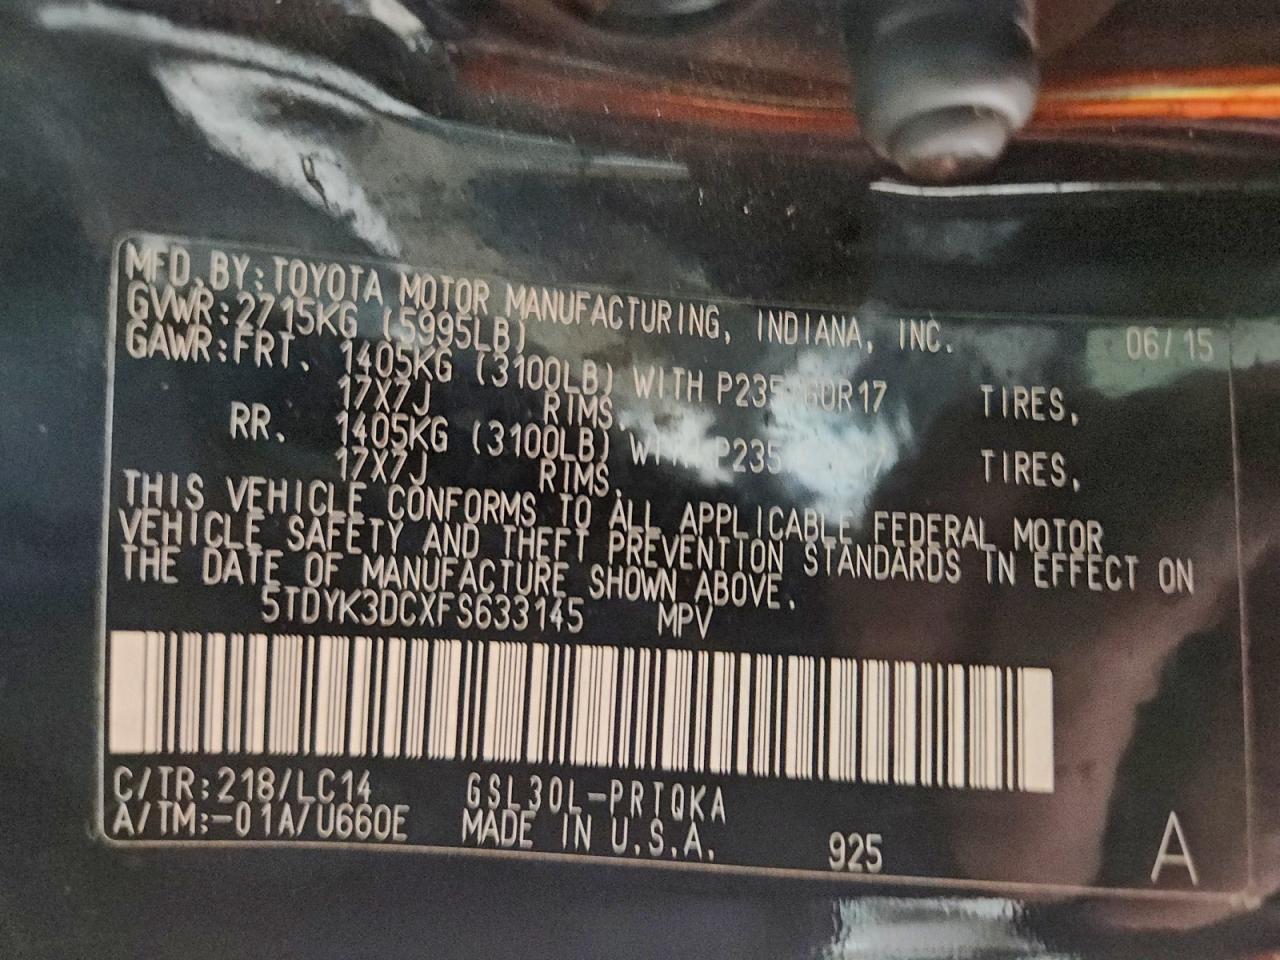 MFD.BY:TOYOTA MOTOR MANUFACTURING, INDIANA, INC. 06/15
GVWR:2715KG (5995LB)
GAWR:FRT. 1405KG (3100LB) WITH P235/60R17 TIRES,
17X7J RIMS.
RR. 1405KG (3100LB) WITH P235 TIRES,
17X7J RIMS.
THIS VEHICLE CONFORMS TO ALL APPLICABLE FEDERAL MOTOR
VEHICLE SAFETY AND THEFT PREVENTION STANDARDS IN EFFECT ON
THE DATE OF MANUFACTURE SHOWN ABOVE.
5TDYK3DCXFS633145 MPV
C/TR:218/LC14 GSL30L-PRTQKA
A/TM:-01A/U660E MADE IN U.S.A. 925 A